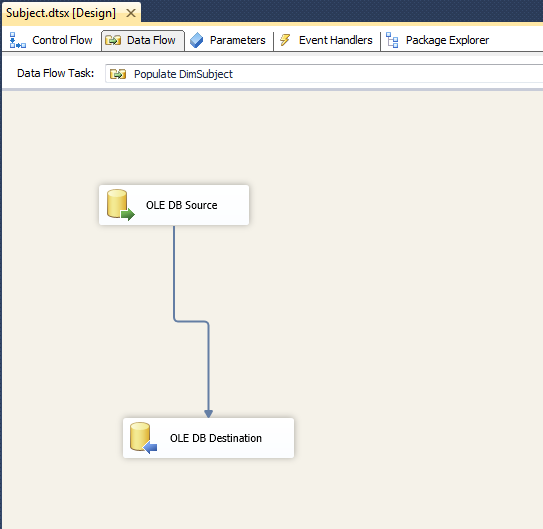 Subject.dtsx [Design]
Control Flow Data Flow Parameters Event Handlers Package Explorer
Data Flow Task: Populate DimSubject
OLE DB Source
OLE DB Destination